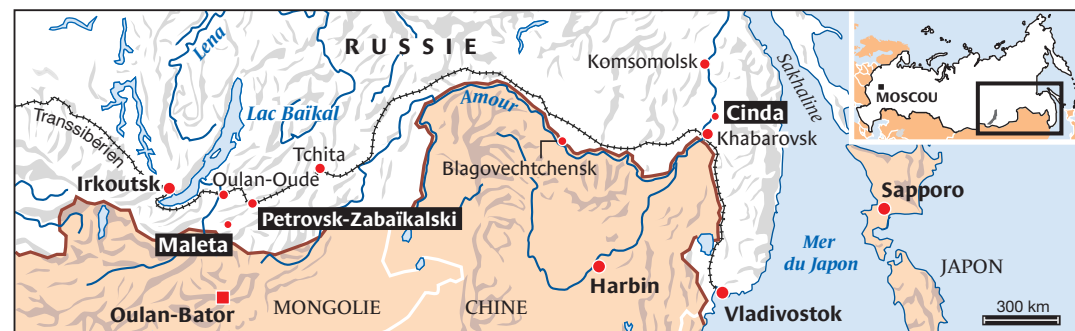 RUSSIE
Lena
Komsomolsk
Sakhaline
MOSCOU
Lac Baïkal
Amour
Transsibérien
Cinda
Tchita
Khabarovsk
Blagovechtchensk
Irkoutsk
Oulan-Oude
Sapporo
Petrovsk-Zabaïkalski
Maleta
Mer
du Japon
JAPON
Harbin
Oulan-Bator
MONGOLIE
CHINE
Vladivostok
300 km